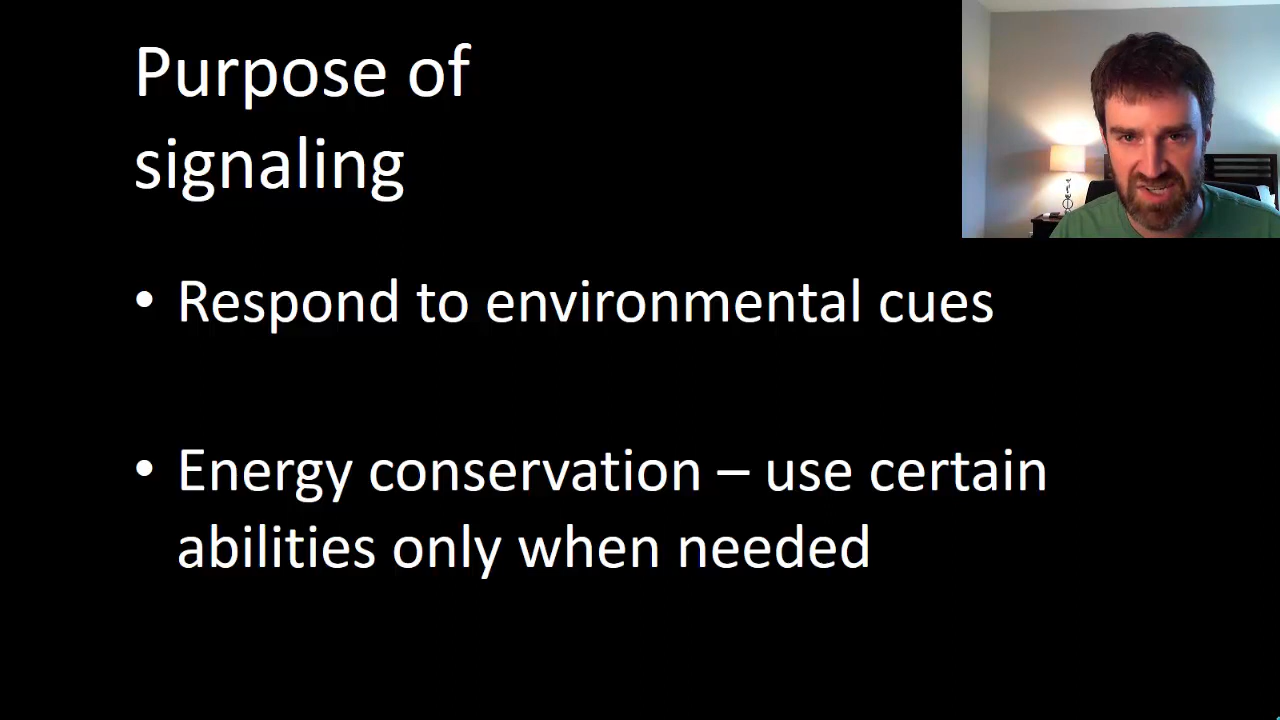 Purpose of
signaling
• Respond to environmental cues
• Energy conservation – use certain
abilities only when needed